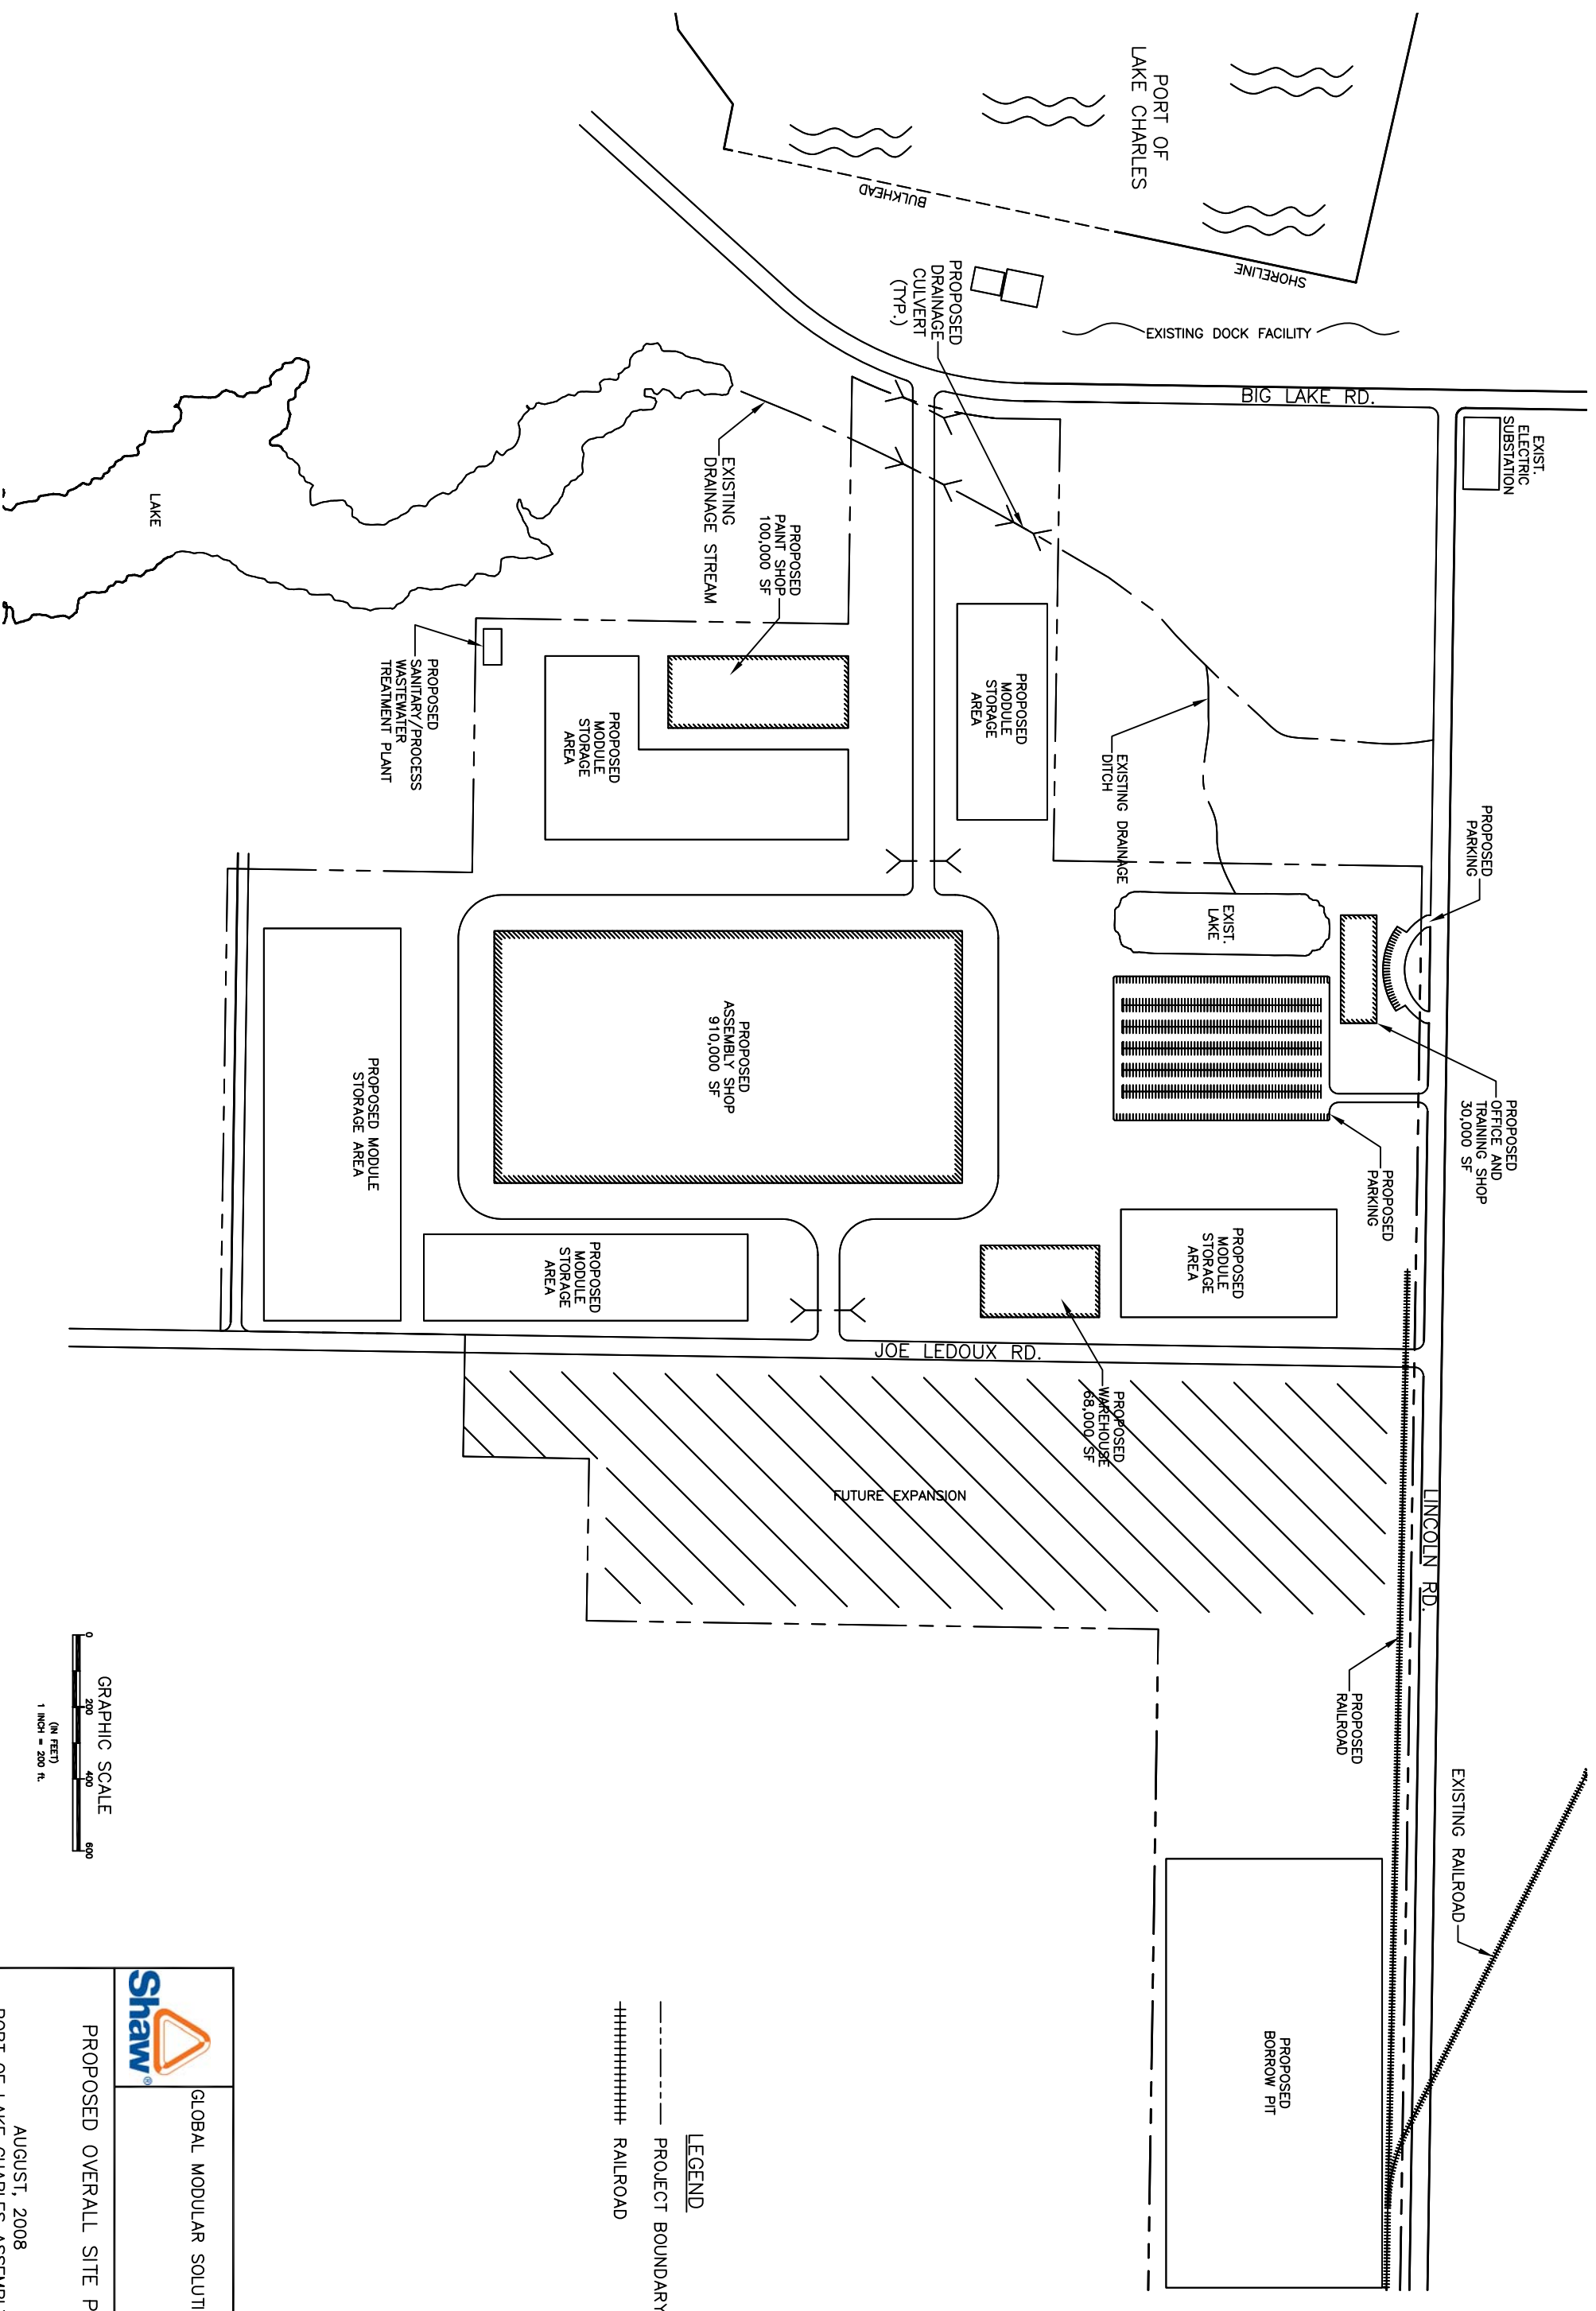 PORT OF
LAKE CHARLES
BULKHEAD
SHORELINE
EXISTING DOCK FACILITY
PROPOSED
DRAINAGE
CULVERT
(TYP.)
BIG LAKE RD.
EXIST.
ELECTRIC
SUBSTATION
LAKE
EXISTING
DRAINAGE STREAM
PROPOSED
PAINT SHOP
100,000 SF
PROPOSED
SANITARY/PROCESS
WASTEWATER
TREATMENT PLANT
PROPOSED
MODULE
STORAGE
AREA
PROPOSED
MODULE
STORAGE
AREA
EXISTING DRAINAGE
DITCH
PROPOSED
PARKING
EXIST.
LAKE
PROPOSED
OFFICE AND
TRAINING SHOP
30,000 SF
PROPOSED
PARKING
PROPOSED
ASSEMBLY SHOP
910,000 SF
PROPOSED MODULE
STORAGE AREA
PROPOSED
MODULE
STORAGE
AREA
PROPOSED
MODULE
STORAGE
AREA
JOE LEDOUX RD.
PROPOSED
WAREHOUSE
68,000 SF
FUTURE EXPANSION
LINCOLN RD.
PROPOSED
RAILROAD
EXISTING RAILROAD
PROPOSED
BORROW PIT
GRAPHIC SCALE
0 200 400 600
(IN FEET)
1 INCH = 200 ft.
LEGEND
PROJECT BOUNDARY
RAILROAD
Shaw®
GLOBAL MODULAR SOLUTI
PROPOSED OVERALL SITE P
AUGUST, 2008
PORT OF LAKE CHARLES ASSEMBL